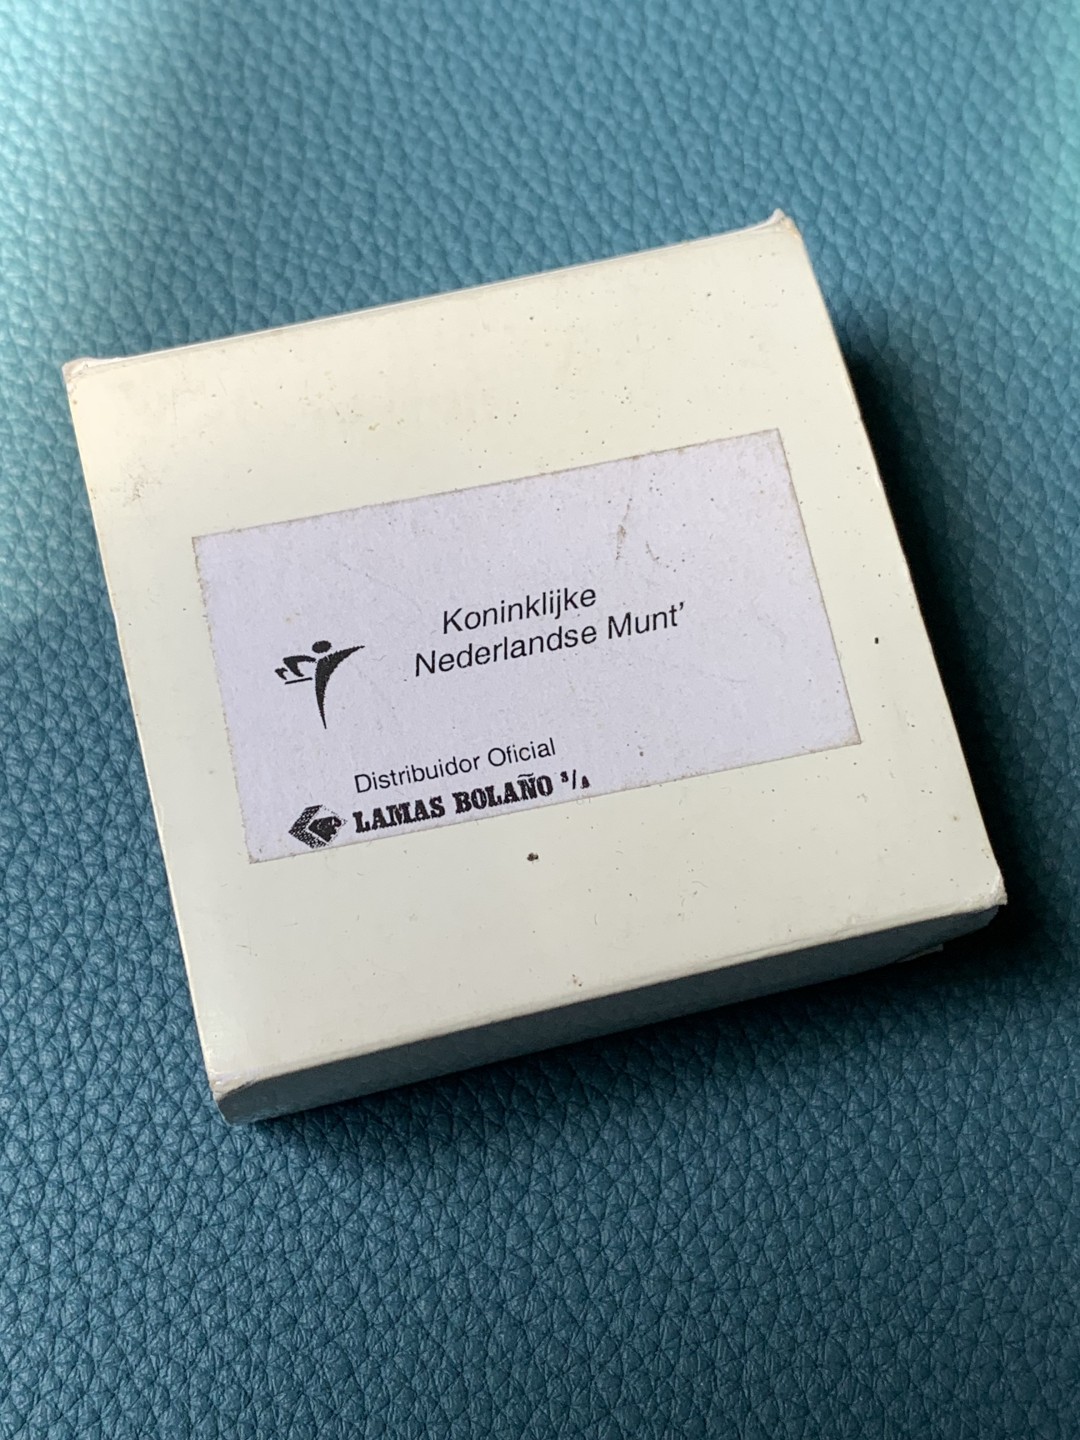 Koninklijke
Nederlandse Munt'
Distribuidor Oficial
LAMAS BOLAÑO S/A